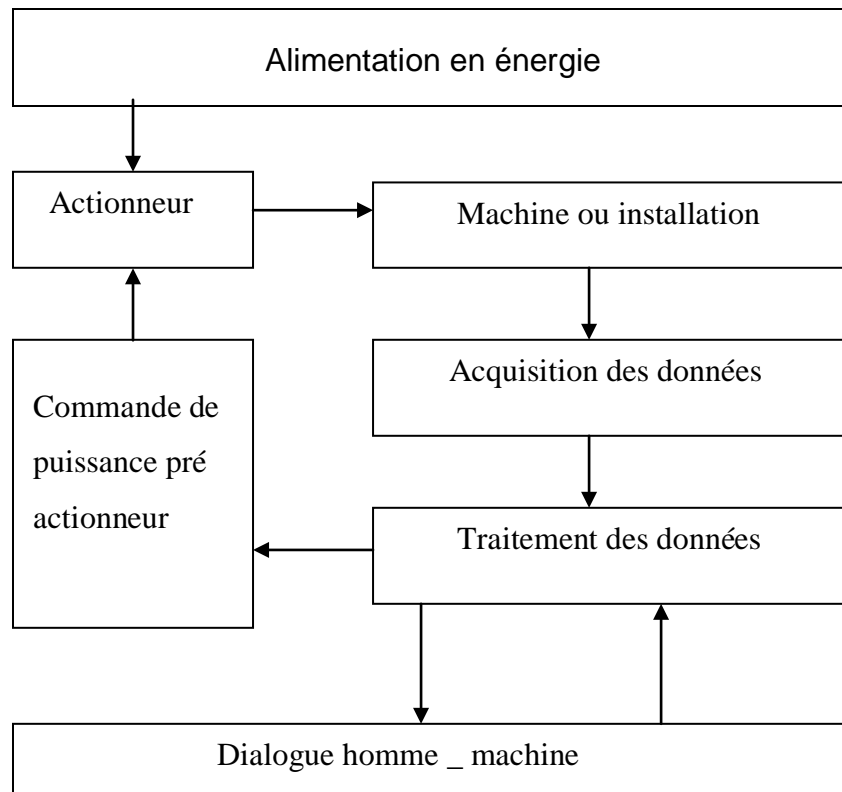 Alimentation en énergie
Actionneur
Machine ou installation
Acquisition des données
Commande de
puissance pré
actionneur
Traitement des données
Dialogue homme _ machine